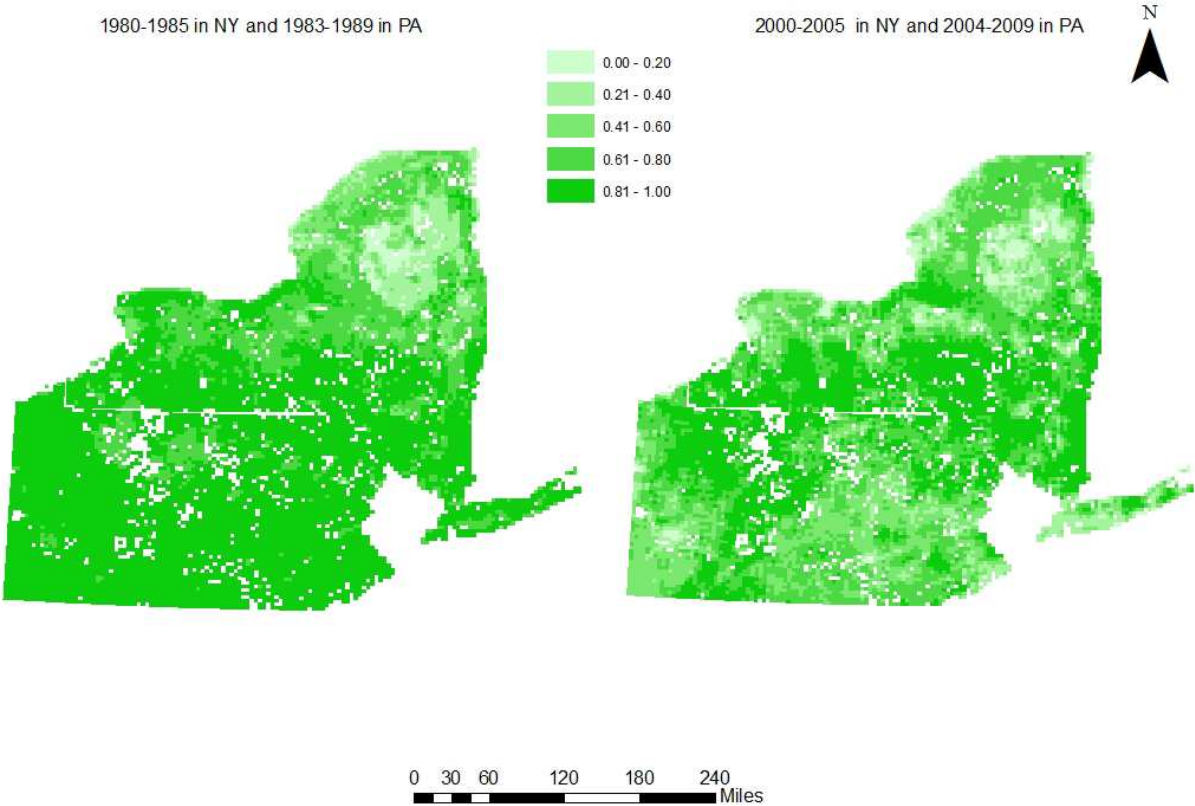 1980-1985 in NY and 1983-1989 in PA
2000-2005 in NY and 2004-2009 in PA
N
0.00 - 0.20
0.21 - 0.40
0.41 - 0.60
0.61 - 0.80
0.81 - 1.00
0 30 60 120 180 240
Miles